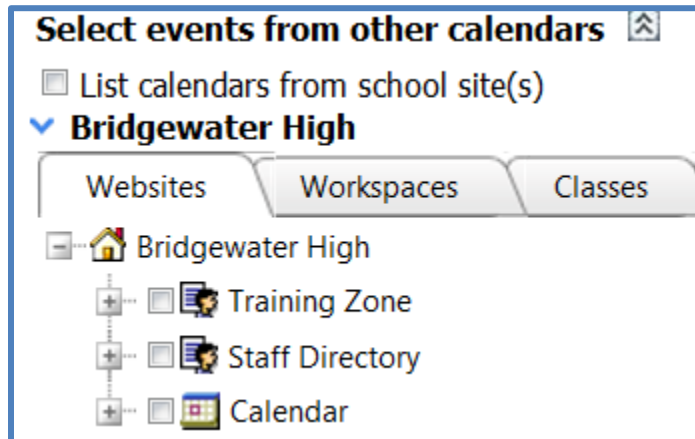 Select events from other calendars
List calendars from school site(s)
Bridgewater High
Websites Workspaces Classes
Bridgewater High
Training Zone
Staff Directory
Calendar